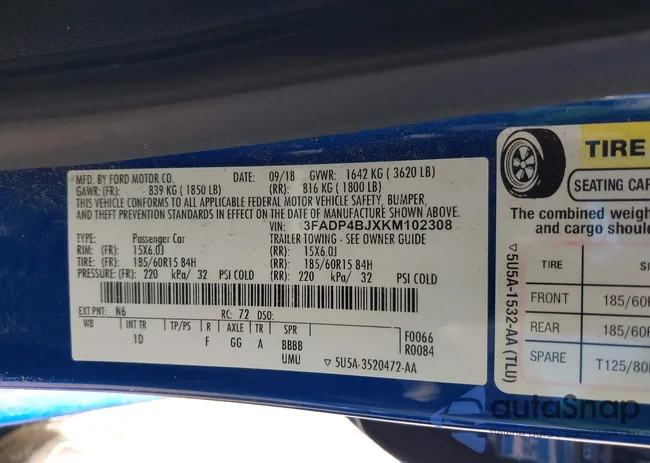 MFD. BY FORD MOTOR CO.
DATE: 09/18 GVWR: 1642 KG ( 3620 LB)
GAWR: (FR): 839 KG ( 1850 LB) (RR): 816 KG ( 1800 LB)
THIS VEHICLE CONFORMS TO ALL APPLICABLE FEDERAL MOTOR VEHICLE SAFETY, BUMPER,
AND THEFT PREVENTION STANDARDS IN EFFECT ON THE DATE OF MANUFACTURE SHOWN ABOVE.
VIN: 3FADP4BJXKM102308
TYPE: Passenger Car TRAILER TOWING - SEE OWNER GUIDE
RIM: (FR): 15X6.0J (RR): 15X6.0J
TIRE: (FR): 185/60R15 84H (RR): 185/60R15 84H
PRESSURE: (FR): 220 kPa/ 32 PSI COLD (RR): 220 kPa/ 32 PSI COLD
EXT PNT: N6 RC: 72 DSO:
WB INT TR TP/PS R AXLE TR SPR
1D F GG A BBBB
UMU
F0066
R0084
▽ 5U5A-3520472-AA
▽ 5U5A-1532-AA (TLU)
TIRE
SEATING CAP
The combined weigh
and cargo shoul
TIRE SI
FRONT 185/60R
REAR 185/60R
SPARE T125/80
autoSnap